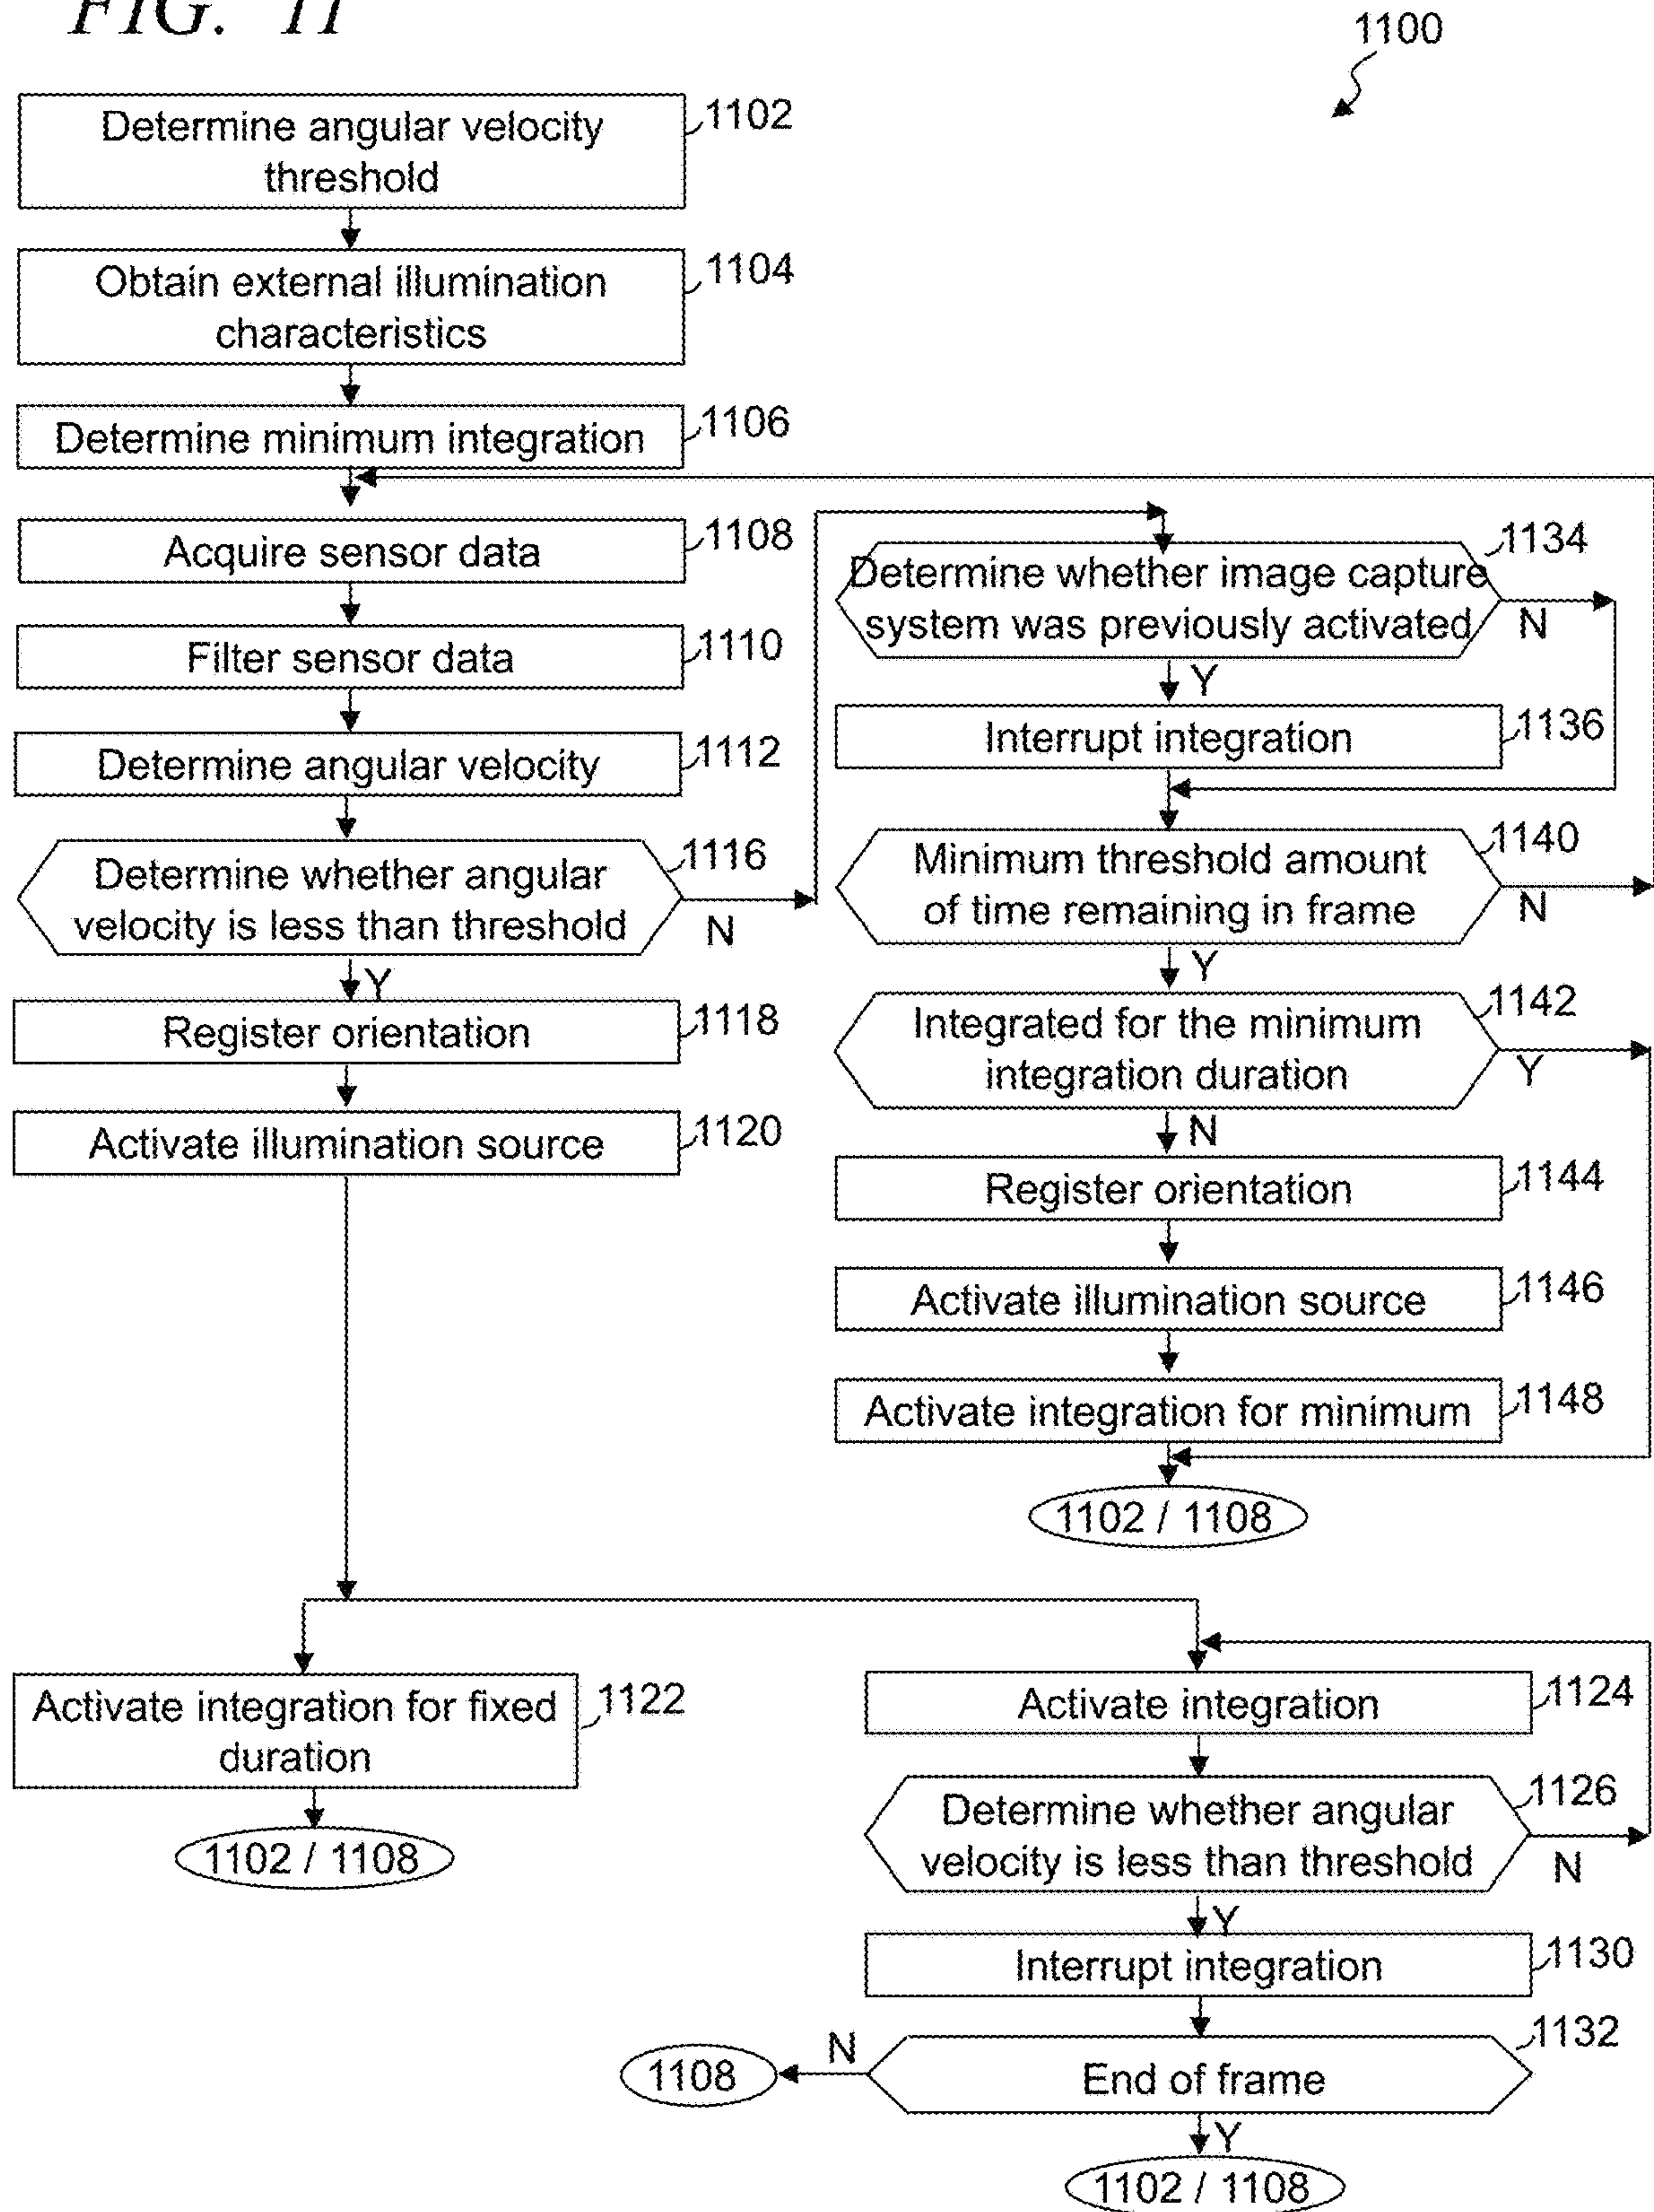 FIG. 11
1100
Determine angular velocity
threshold
1102
Obtain external illumination
characteristics
1104
Determine minimum integration
1106
Acquire sensor data
1108
Filter sensor data
1110
Determine angular velocity
1112
Determine whether angular
velocity is less than threshold
1116
N
Y
Register orientation
1118
Activate illumination source
1120
Determine whether image capture
system was previously activated
1134
N
Y
Interrupt integration
1136
Minimum threshold amount
of time remaining in frame
1140
N
Y
Integrated for the minimum
integration duration
1142
Y
N
Register orientation
1144
Activate illumination source
1146
Activate integration for minimum
1148
1102 / 1108
Activate integration for fixed
duration
1122
1102 / 1108
Activate integration
1124
Determine whether angular
velocity is less than threshold
1126
N
Y
Interrupt integration
1130
End of frame
1132
N
1108
Y
1102 / 1108